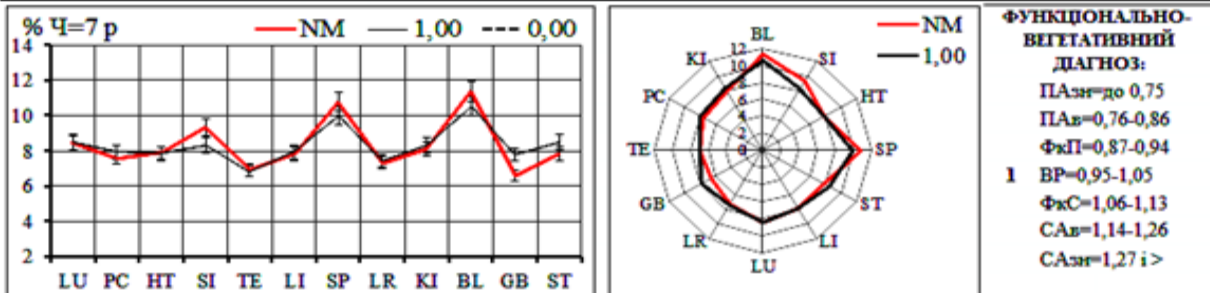 % Ч=7 р NM 1,00 0,00
14
12
10
8
6
4
2
LU PC HT SI TE LI SP LR KI BL GB ST
NM
1,00
BL
SI
HT
SP
ST
LI
LU
LR
GB
TE
PC
KI
12
10
8
6
4
2
0
ФУНКЦІОНАЛЬНО-
ВЕГЕТАТИВНИЙ
ДІАГНОЗ:
ПАзн=до 0,75
ПАв=0,76-0,86
ФкП=0,87-0,94
1 ВР=0,95-1,05
ФкС=1,06-1,13
САв=1,14-1,26
САзн=1,27 і >